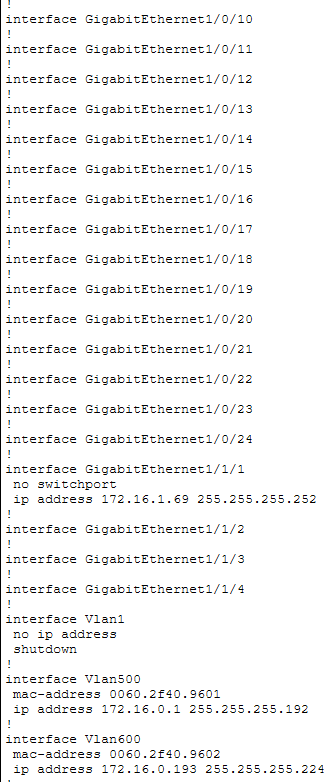 !
interface GigabitEthernet1/0/10
!
interface GigabitEthernet1/0/11
!
interface GigabitEthernet1/0/12
!
interface GigabitEthernet1/0/13
!
interface GigabitEthernet1/0/14
!
interface GigabitEthernet1/0/15
!
interface GigabitEthernet1/0/16
!
interface GigabitEthernet1/0/17
!
interface GigabitEthernet1/0/18
!
interface GigabitEthernet1/0/19
!
interface GigabitEthernet1/0/20
!
interface GigabitEthernet1/0/21
!
interface GigabitEthernet1/0/22
!
interface GigabitEthernet1/0/23
!
interface GigabitEthernet1/0/24
!
interface GigabitEthernet1/1/1
 no switchport
 ip address 172.16.1.69 255.255.255.252
!
interface GigabitEthernet1/1/2
!
interface GigabitEthernet1/1/3
!
interface GigabitEthernet1/1/4
!
interface Vlan1
 no ip address
 shutdown
!
interface Vlan500
 mac-address 0060.2f40.9601
 ip address 172.16.0.1 255.255.255.192
!
interface Vlan600
 mac-address 0060.2f40.9602
 ip address 172.16.0.193 255.255.255.224
!